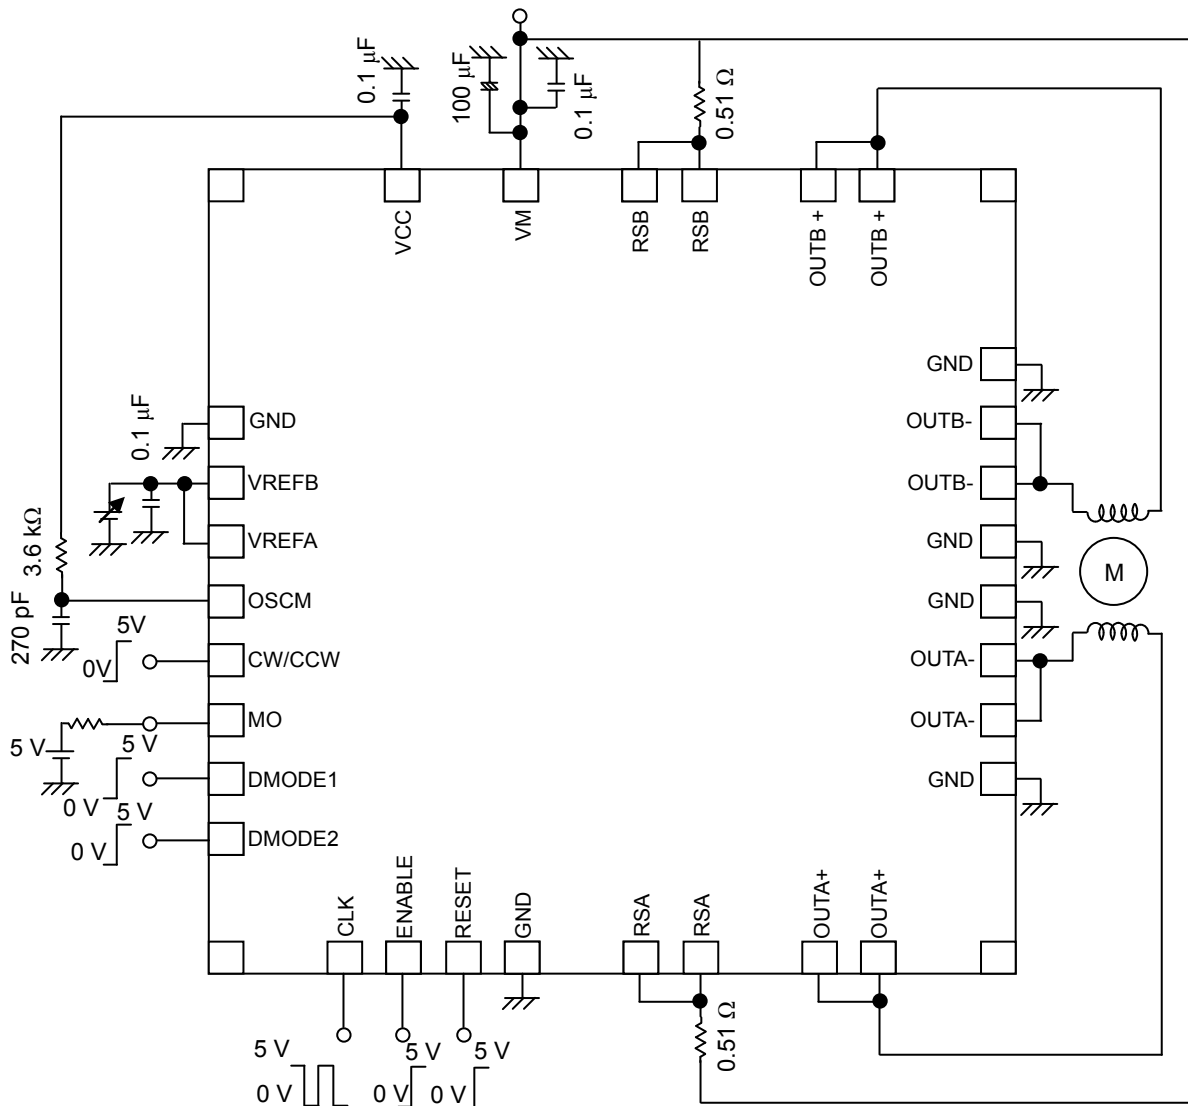 0.1 μF
100 μF
0.1 μF
0.51 Ω
VCC
VM
RSB
RSB
OUTB +
OUTB +
GND
OUTB-
OUTB-
GND
GND
OUTA-
OUTA-
GND
M
0.1 μF
GND
VREFB
VREFA
3.6 kΩ
OSCM
270 pF
5V
0V
CW/CCW
MO
5 V
5 V
0 V
DMODE1
5 V
0 V
DMODE2
CLK
ENABLE
RESET
GND
RSA
RSA
OUTA+
OUTA+
0.51 Ω
5 V
0 V
5 V
0 V
5 V
0 V